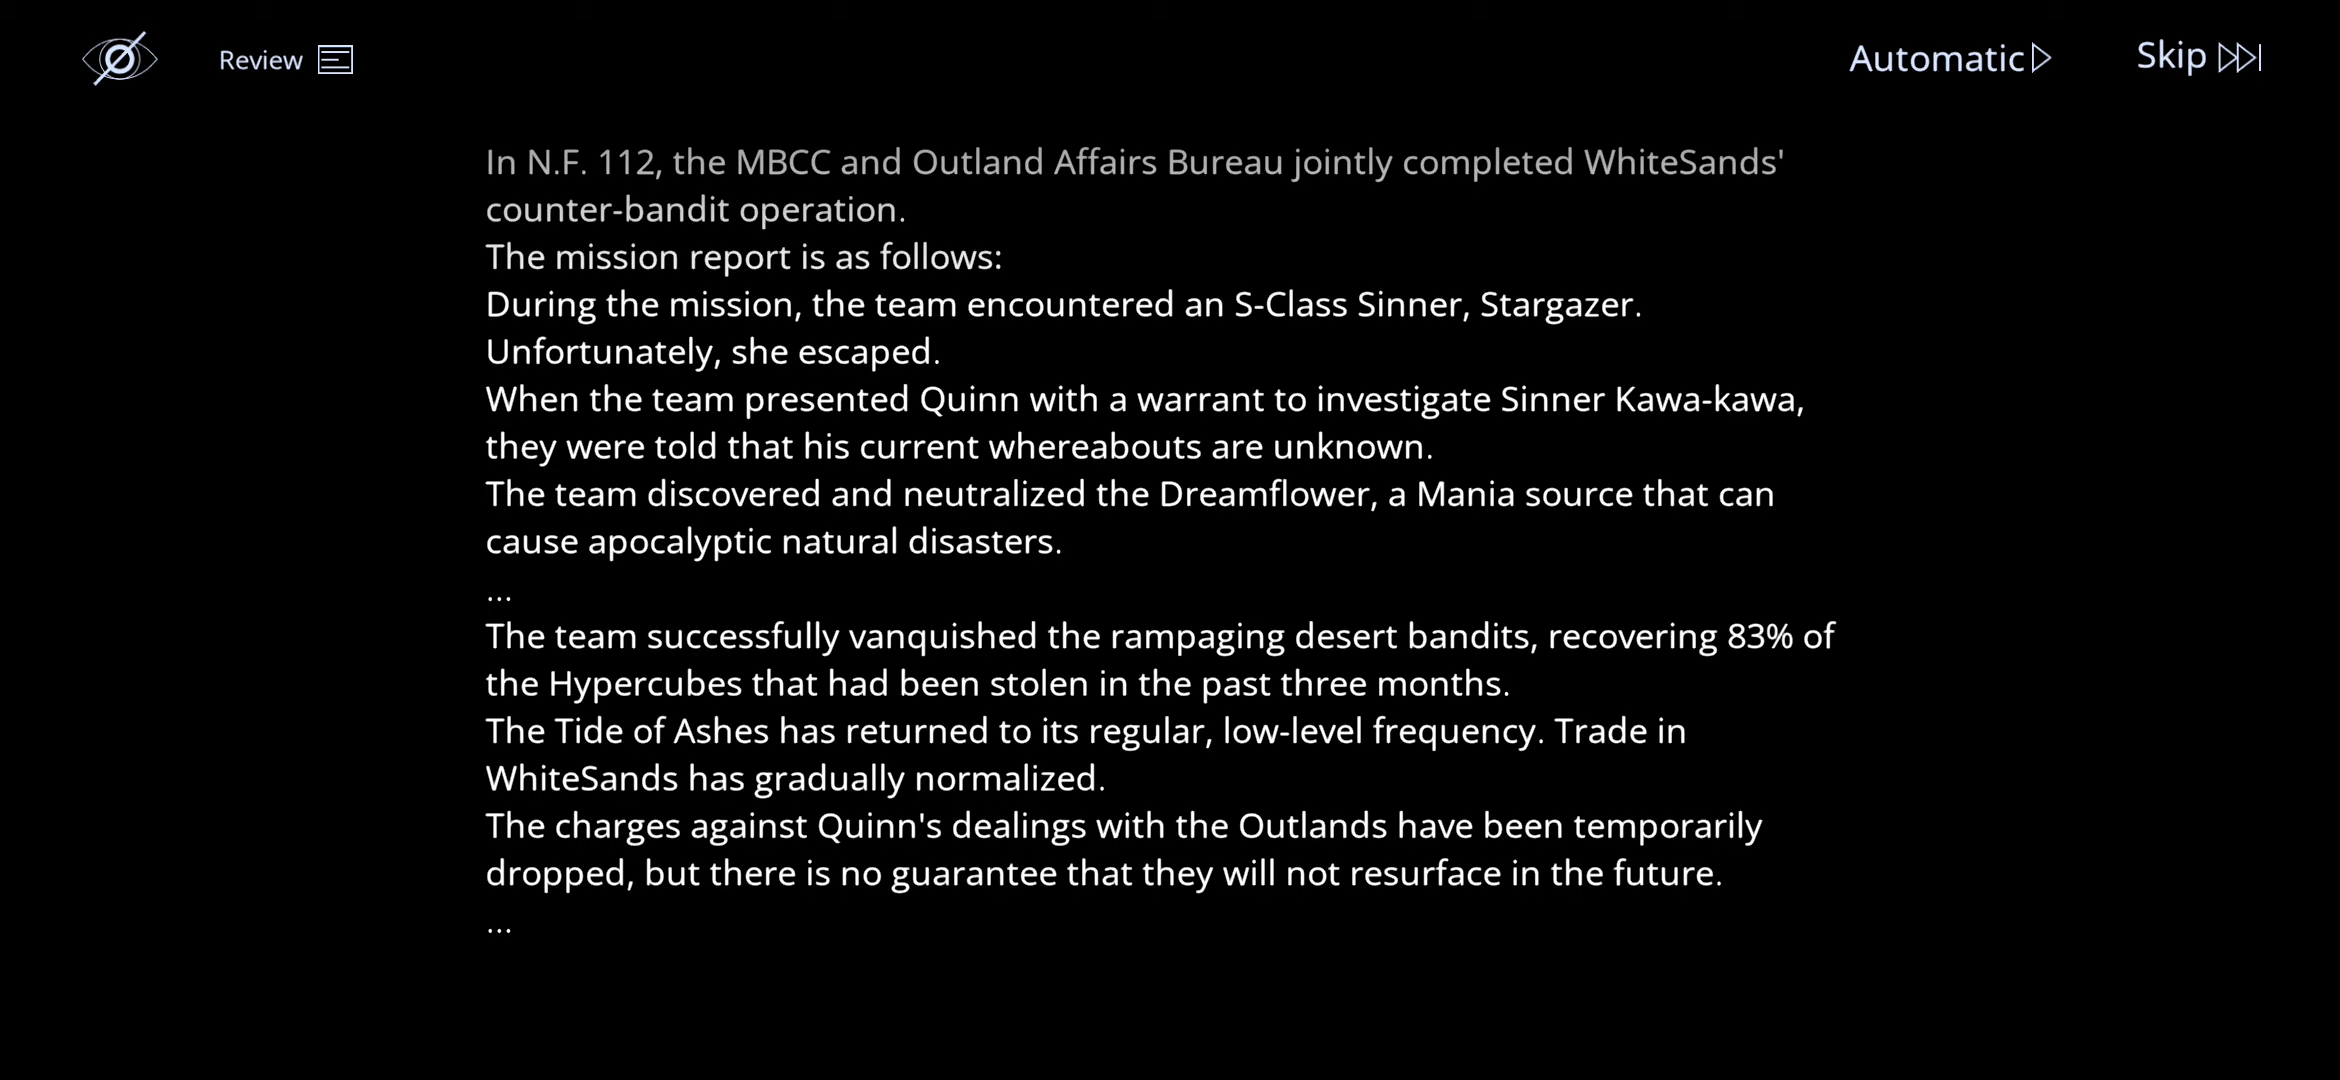 Review
Automatic
Skip
In N.F. 112, the MBCC and Outland Affairs Bureau jointly completed WhiteSands'
counter-bandit operation.
The mission report is as follows:
During the mission, the team encountered an S-Class Sinner, Stargazer.
Unfortunately, she escaped.
When the team presented Quinn with a warrant to investigate Sinner Kawa-kawa,
they were told that his current whereabouts are unknown.
The team discovered and neutralized the Dreamflower, a Mania source that can
cause apocalyptic natural disasters.
...
The team successfully vanquished the rampaging desert bandits, recovering 83% of
the Hypercubes that had been stolen in the past three months.
The Tide of Ashes has returned to its regular, low-level frequency. Trade in
WhiteSands has gradually normalized.
The charges against Quinn's dealings with the Outlands have been temporarily
dropped, but there is no guarantee that they will not resurface in the future.
...